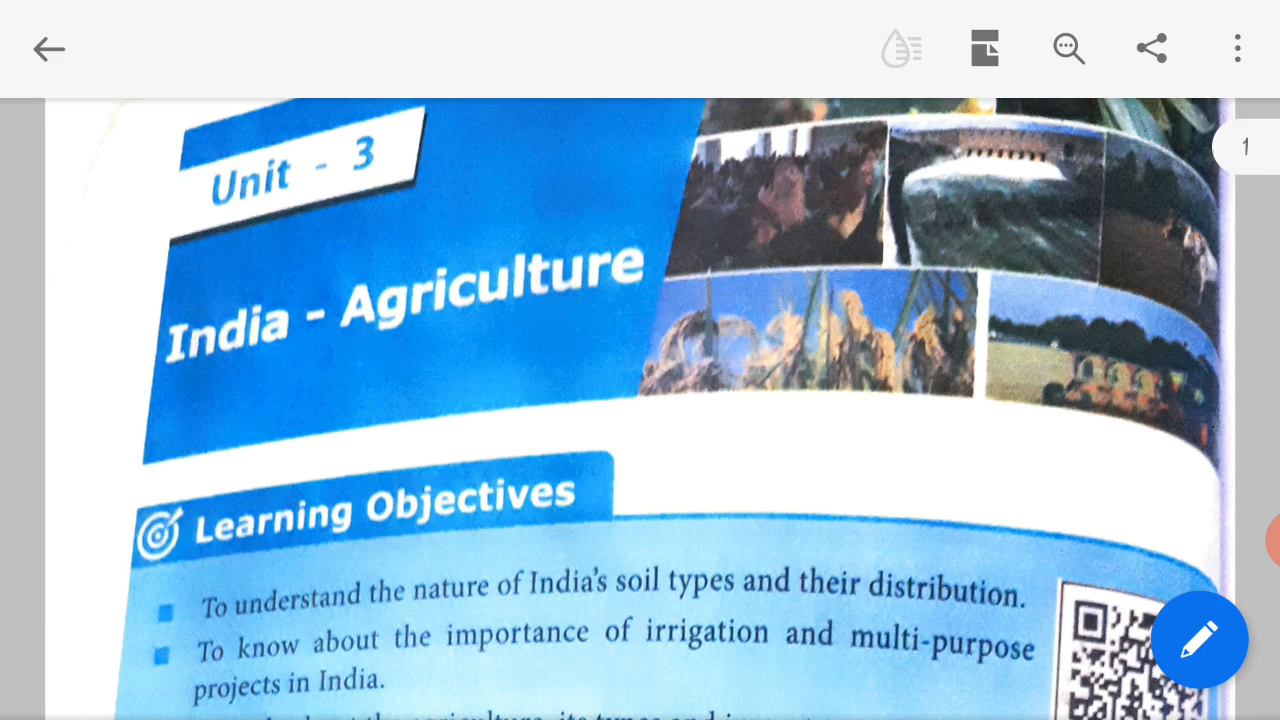 1
Unit - 3
India - Agriculture
Learning Objectives
To understand the nature of India's soil types and their distribution.
To know about the importance of irrigation and multi-purpose
projects in India.